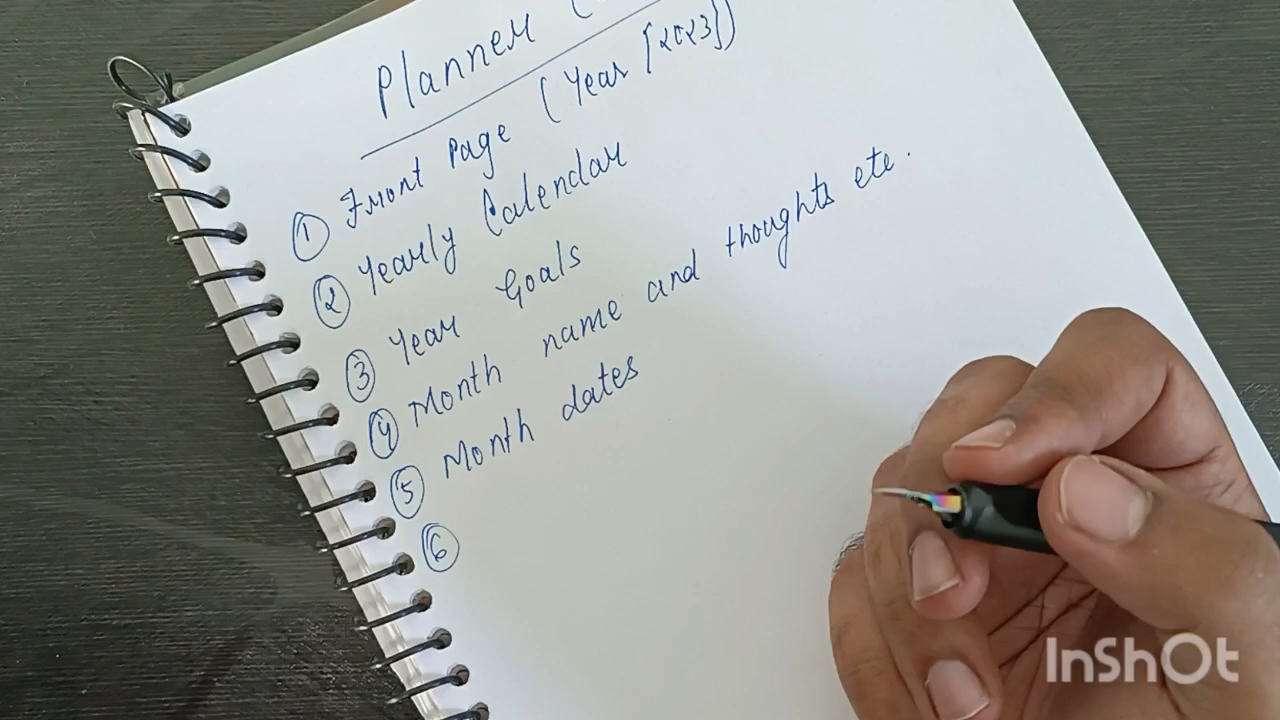 Planner (
① Front Page (Year [2023])
② Yearly Calendar
③ Year Goals
④ Month name and thoughts etc.
⑤ Month dates
⑥
InShOt